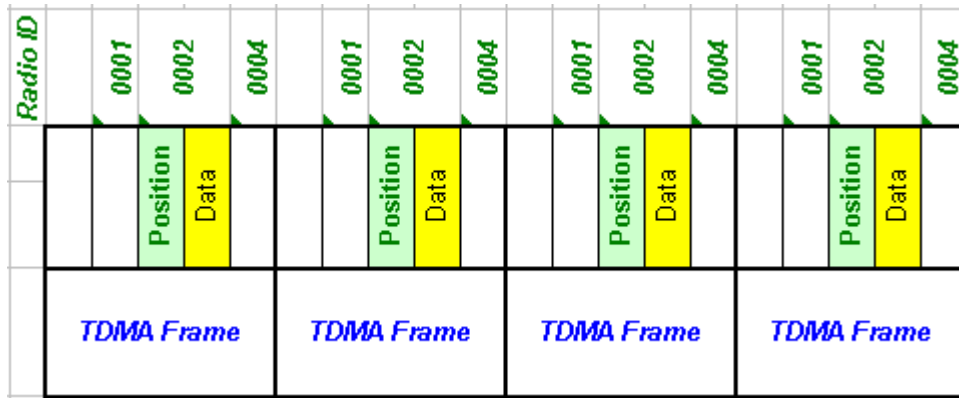 Radio ID 0001 0002 0004 0001 0002 0004 0001 0002 0004 0001 0002 0004
Position Data Position Data Position Data Position Data
TDMA Frame TDMA Frame TDMA Frame TDMA Frame